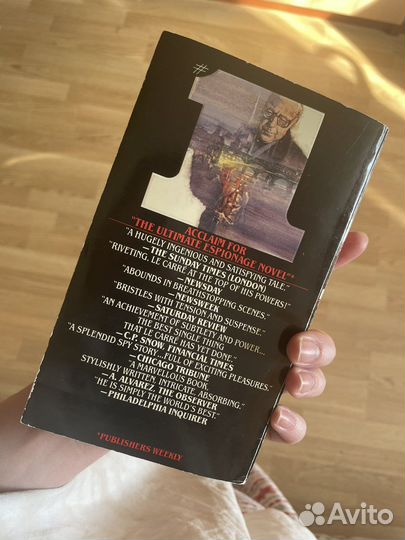 #1
ACCLAIM FOR
"THE ULTIMATE ESPIONAGE NOVEL"*
"A HUGELY INGENIOUS AND SATISFYING TALE."
—THE SUNDAY TIMES (LONDON)
"RIVETING, LE CARRE AT THE TOP OF HIS POWERS!"
—NEWSDAY
"ABOUNDS IN BREATHSTOPPING SCENES."
—NEWSWEEK
"BRISTLES WITH TENSION AND SUSPENSE."
—SATURDAY REVIEW
"AN ACHIEVEMENT OF SUBTLETY AND POWER...
THE BEST SINGLE THING
THAT LE CARRE HAS YET DONE."
—C.P. SNOW, FINANCIAL TIMES
"A SPLENDID SPY STORY...FULL OF EXCITING PLEASURES."
—CHICAGO TRIBUNE
"A MARVELOUS BOOK.
STYLISHLY WRITTEN, INTRICATE, ABSORBING."
—A. ALVAREZ, THE OBSERVER
"HE IS SIMPLY THE WORLD'S BEST."
—PHILADELPHIA INQUIRER
*PUBLISHERS WEEKLY
Avito